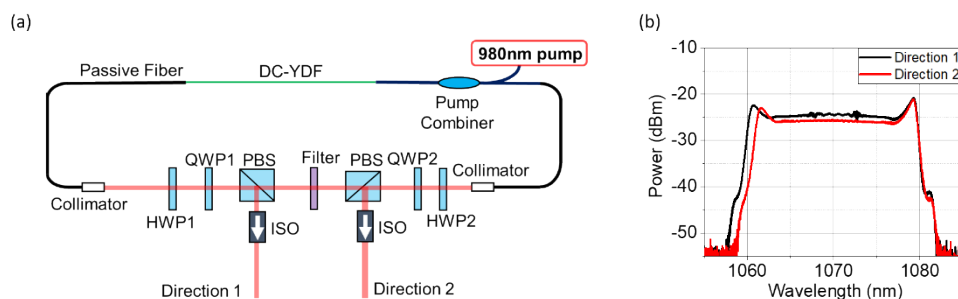 (a)
980nm pump
Passive Fiber
DC-YDF
Pump
Combiner
QWP1
PBS
Filter
PBS
QWP2
Collimator
Collimator
HWP1
ISO
ISO
HWP2
Direction 1
Direction 2
(b)
-10
Direction 1
Direction 2
-20
-30
-40
-50
Power (dBm)
1060
1070
1080
Wavelength (nm)